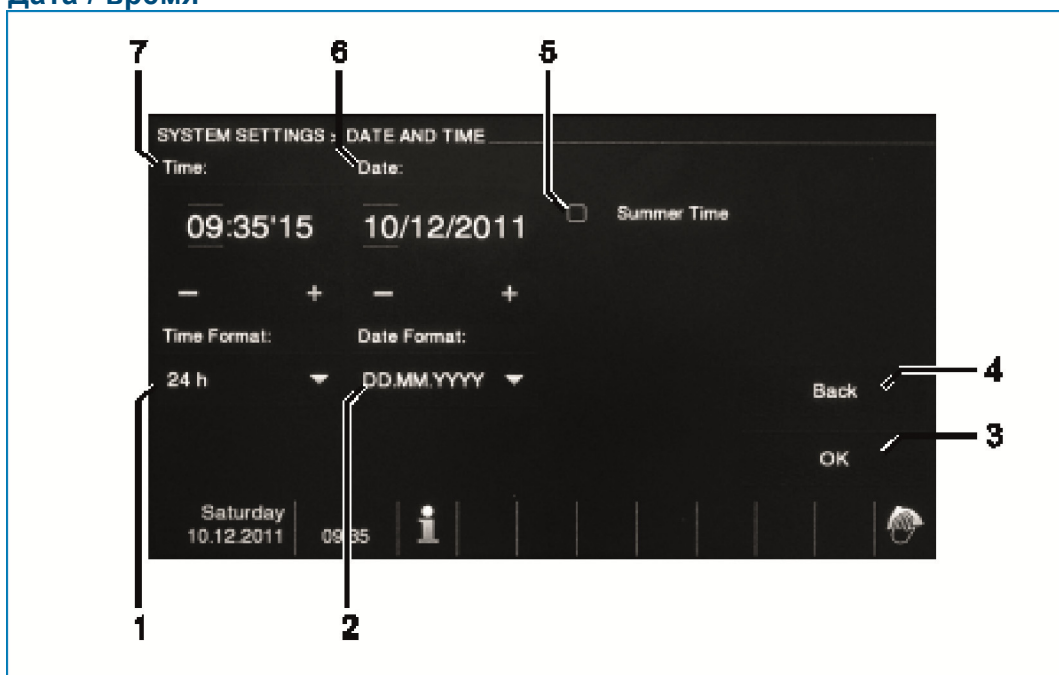 Дата / время
7 6 5
SYSTEM SETTINGS : DATE AND TIME
Time: Date:
Summer Time
09:35'15 10/12/2011
− + − +
Time Format: Date Format:
24 h DD.MM.YYYY
Back 4
OK 3
Saturday
10.12.2011 09:35 i
1 2